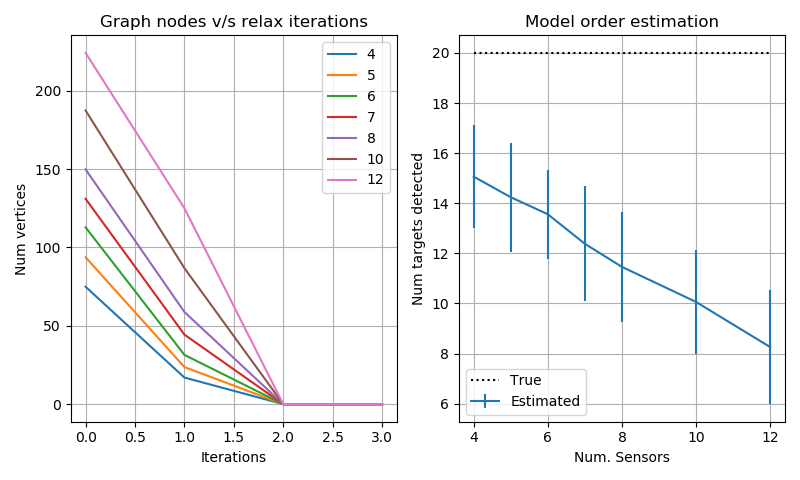 Graph nodes v/s relax iterations
Num vertices
200
150
100
50
0
0.0 0.5 1.0 1.5 2.0 2.5 3.0
Iterations
4
5
6
7
8
10
12
Model order estimation
Num targets detected
20
18
16
14
12
10
8
6
4 6 8 10 12
Num. Sensors
True
Estimated